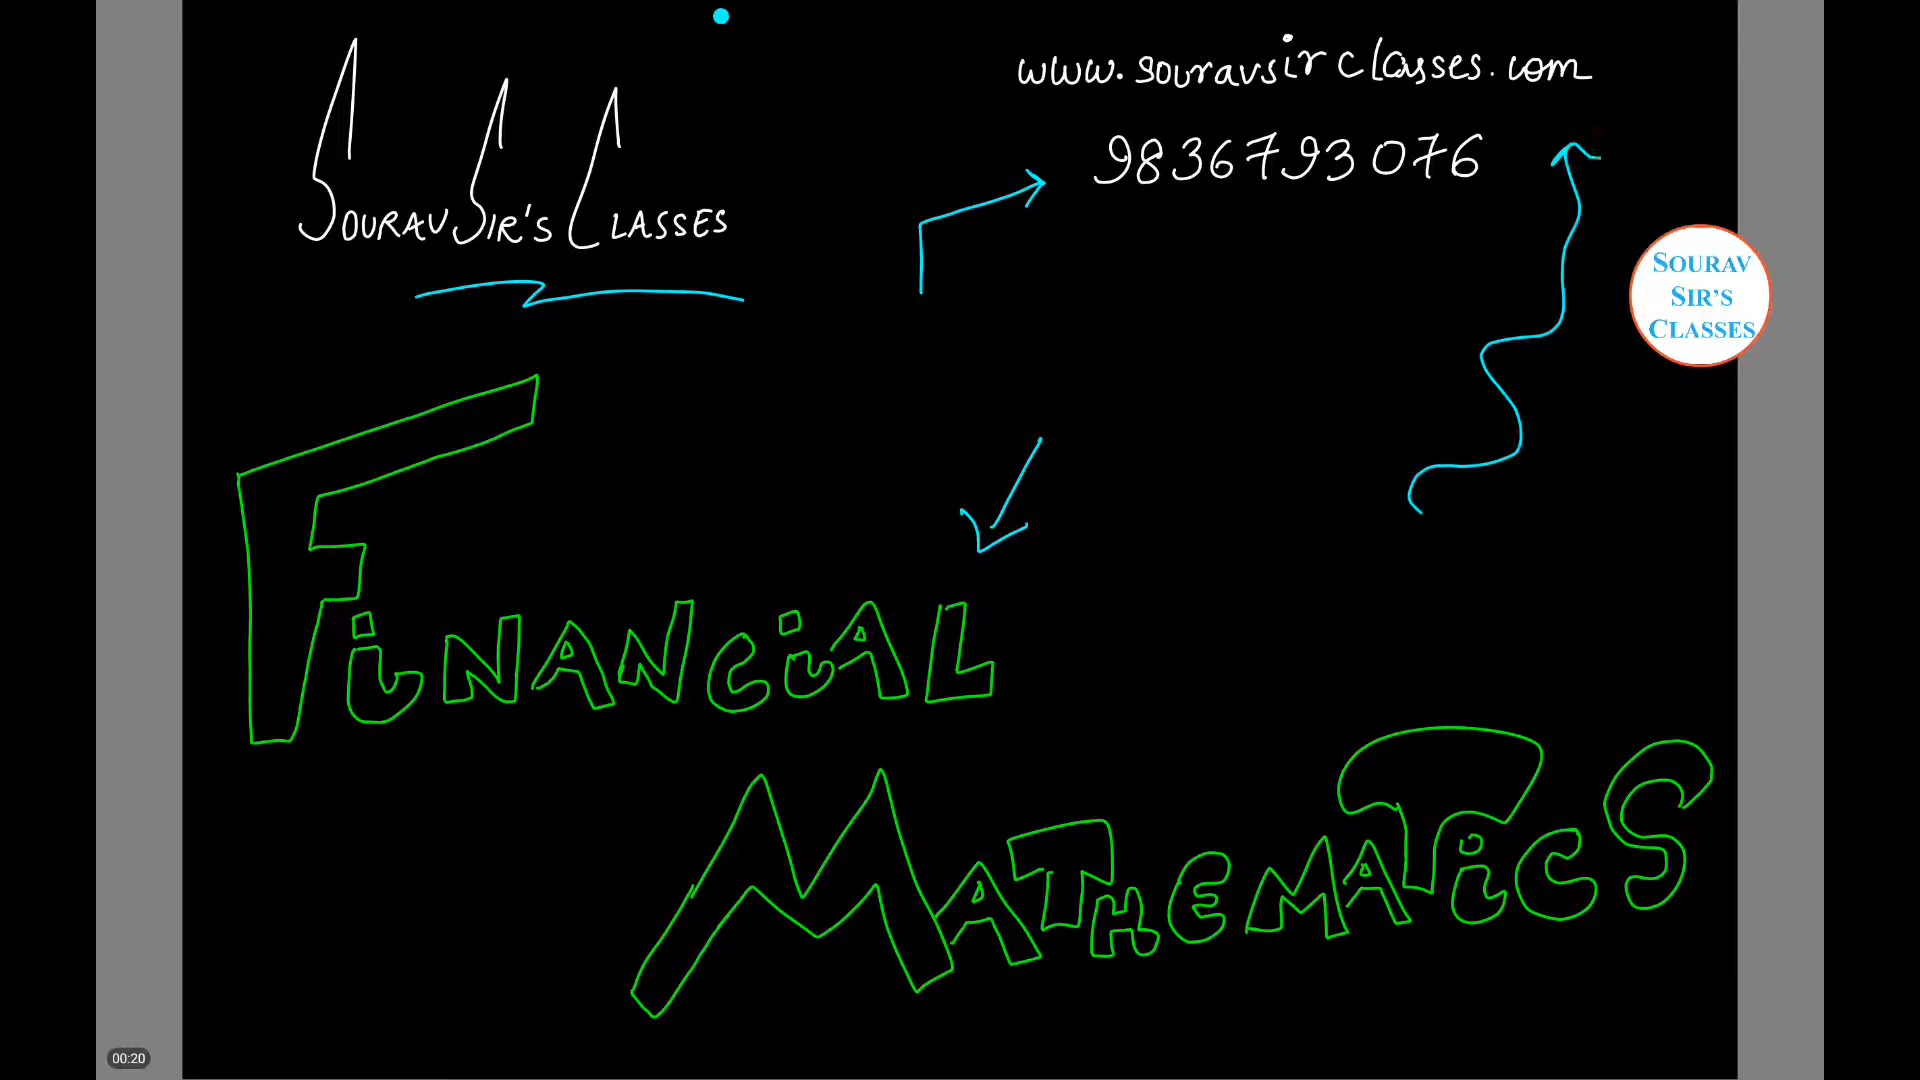 www.souravsirclasses.com
9836793076
SOURAV SIR'S CLASSES
SOURAV
SIR'S
CLASSES
FiNANCiAL
MATHEMATiCS
00:20